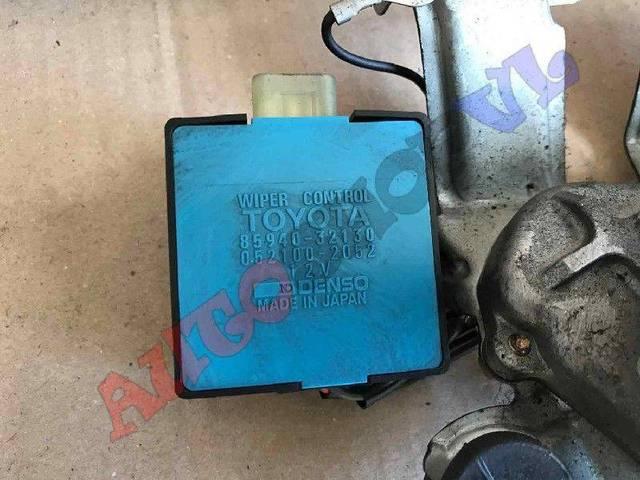 WIPER CONTROL
TOYOTA
85940-32130
052100-2052
12V
DENSO
MADE IN JAPAN